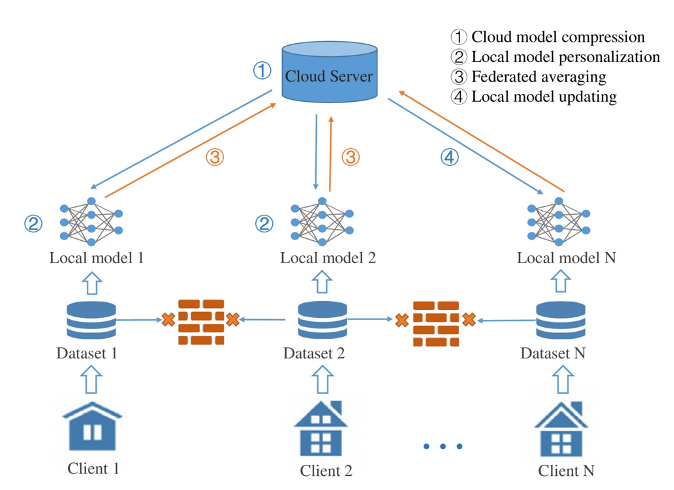 ① Cloud model compression
② Local model personalization
③ Federated averaging
④ Local model updating
①
Cloud Server
③
③
④
②
②
Local model 1
Local model 2
Local model N
Dataset 1
Dataset 2
Dataset N
Client 1
Client 2
Client N